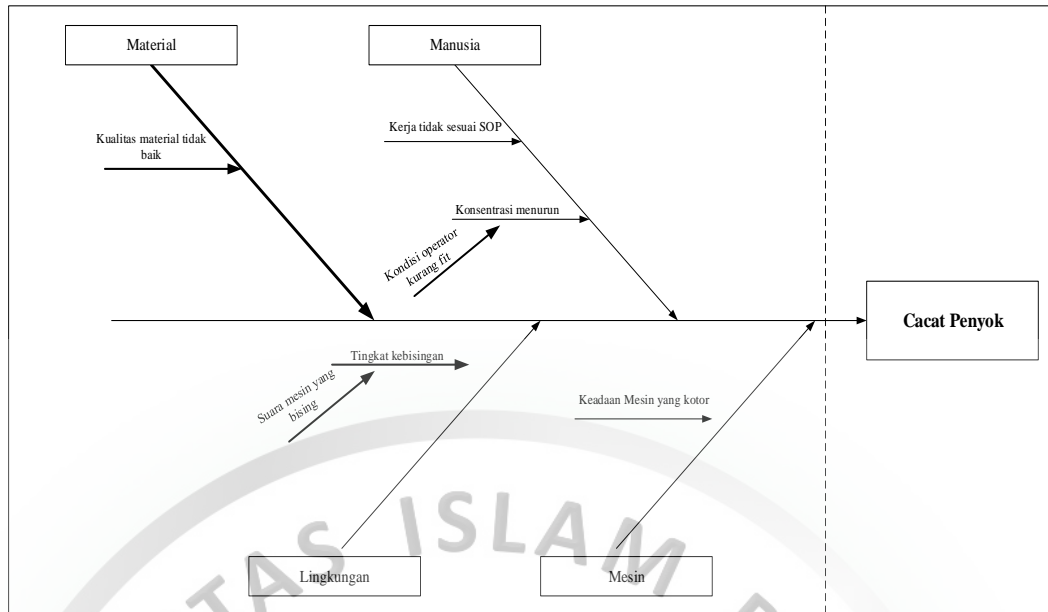 Material
Manusia
Kerja tidak sesuai SOP
Kualitas material tidak
baik
Konsentrasi menurun
Kondisi operator
kurang fit
Cacat Penyok
Tingkat kebisingan
Suara mesin yang
bising
Keadaan Mesin yang kotor
TAS ISLAM
Lingkungan
Mesin